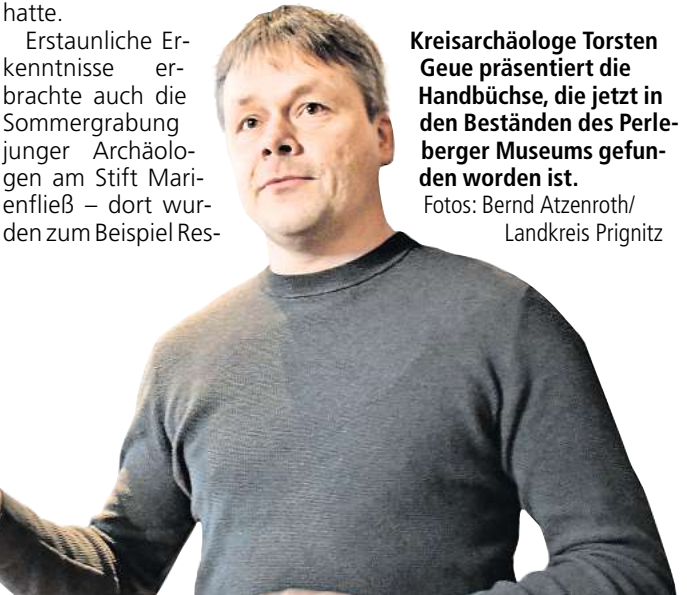 hatte.
Erstaunliche Er-
kenntnisse er-
brachte auch die
Sommergrabung
junger Archäolo-
gen am Stift Mari-
enfließ – dort wur-
den zum Beispiel Res-
Kreisarchäologe Torsten
Geue präsentiert die
Handbüchse, die jetzt in
den Beständen des Perle-
berger Museums gefun-
den worden ist.
Fotos: Bernd Atzenroth/
Landkreis Prignitz